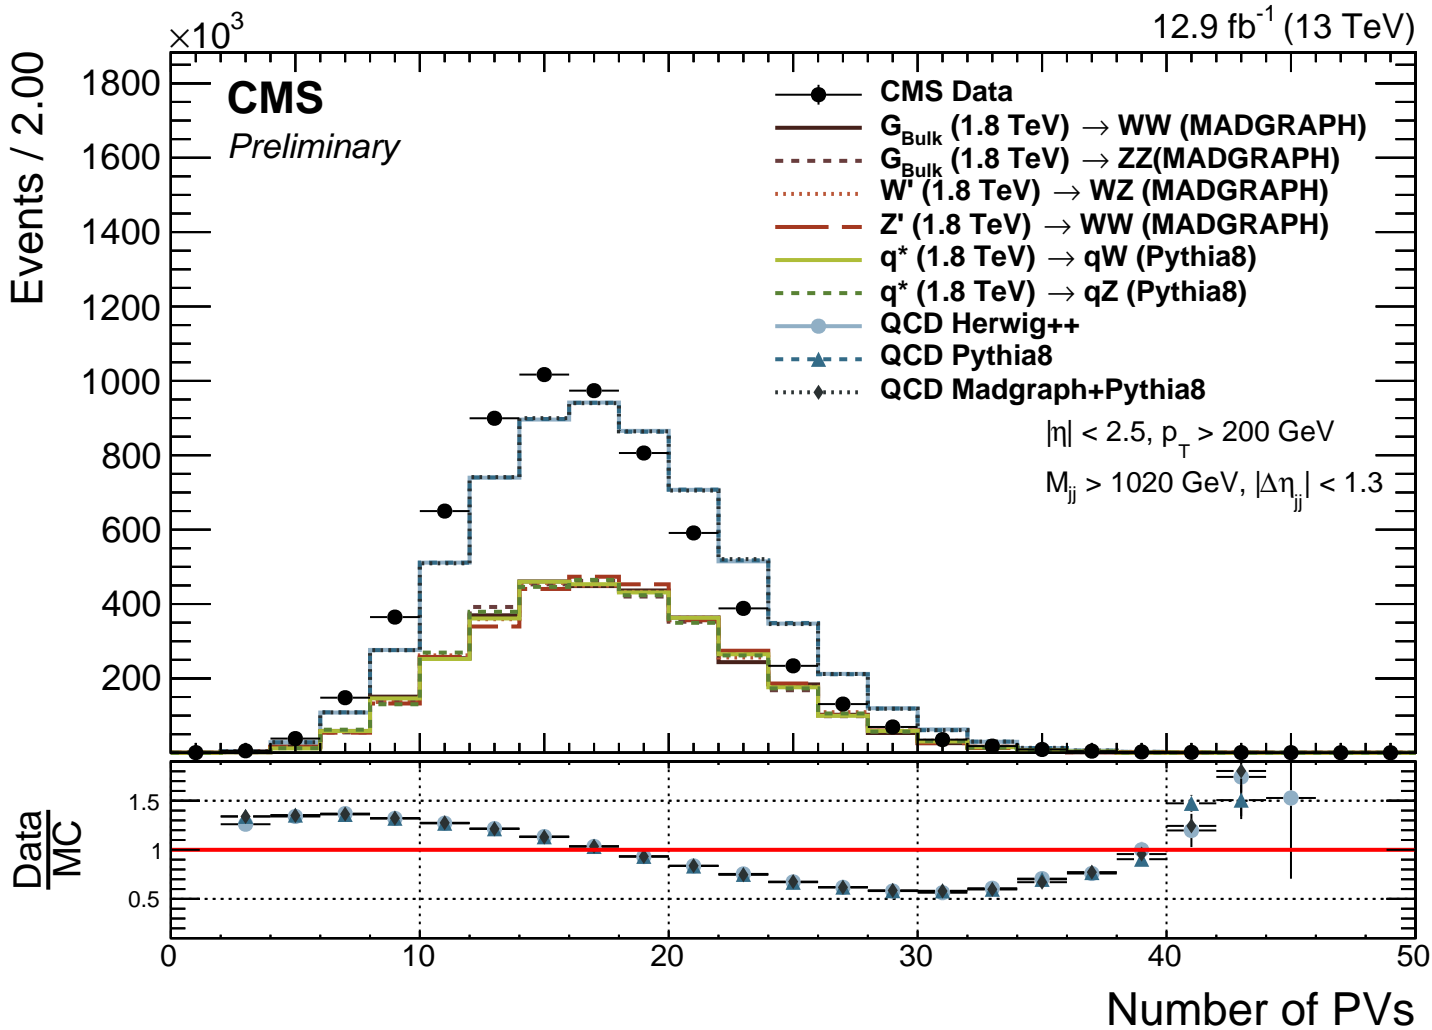 ×10³
12.9 fb⁻¹ (13 TeV)
Events / 2.00
1800
1600
1400
1200
1000
800
600
400
200
CMS
Preliminary
CMS Data
G_Bulk (1.8 TeV) → WW (MADGRAPH)
G_Bulk (1.8 TeV) → ZZ(MADGRAPH)
W' (1.8 TeV) → WZ (MADGRAPH)
Z' (1.8 TeV) → WW (MADGRAPH)
q* (1.8 TeV) → qW (Pythia8)
q* (1.8 TeV) → qZ (Pythia8)
QCD Herwig++
QCD Pythia8
QCD Madgraph+Pythia8
|η| < 2.5, p_T > 200 GeV
M_jj > 1020 GeV, |Δη_jj| < 1.3
Data
MC
1.5
1
0.5
0 10 20 30 40 50
Number of PVs